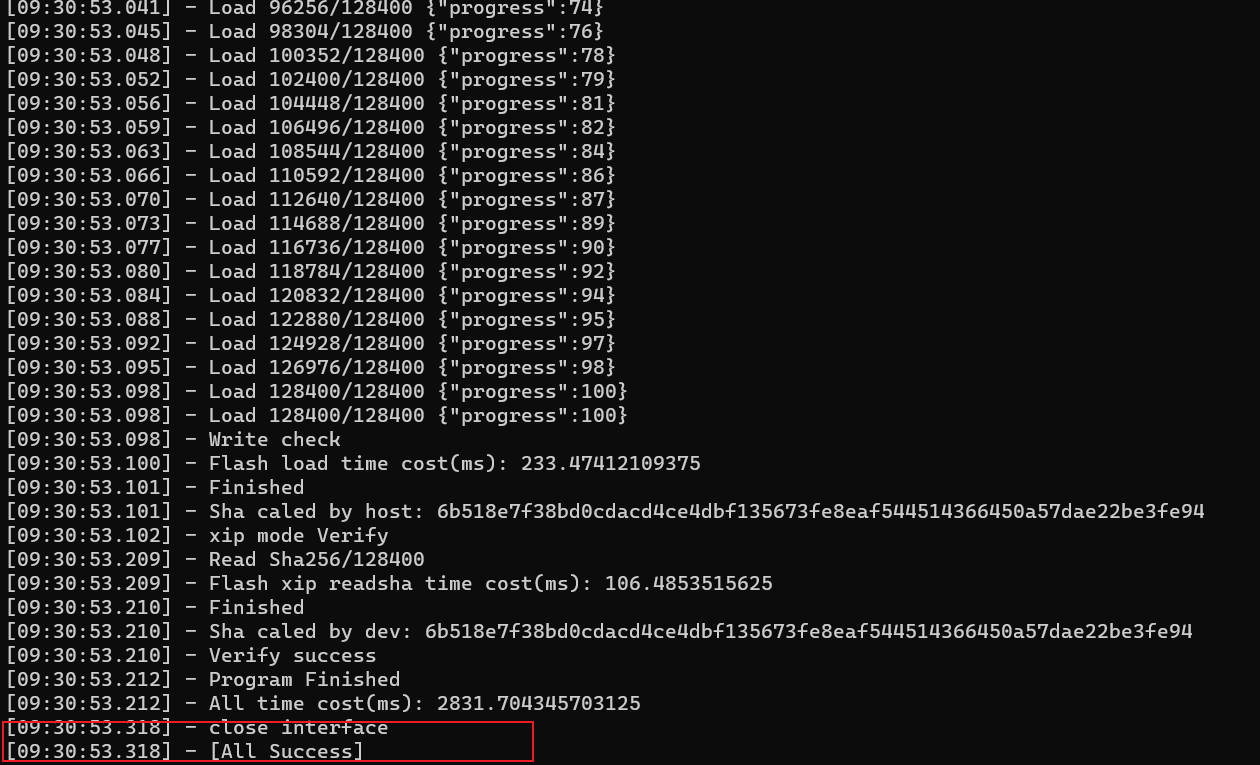 [09:30:53.041] - Load 96256/128400 {"progress":74}
[09:30:53.045] - Load 98304/128400 {"progress":76}
[09:30:53.048] - Load 100352/128400 {"progress":78}
[09:30:53.052] - Load 102400/128400 {"progress":79}
[09:30:53.056] - Load 104448/128400 {"progress":81}
[09:30:53.059] - Load 106496/128400 {"progress":82}
[09:30:53.063] - Load 108544/128400 {"progress":84}
[09:30:53.066] - Load 110592/128400 {"progress":86}
[09:30:53.070] - Load 112640/128400 {"progress":87}
[09:30:53.073] - Load 114688/128400 {"progress":89}
[09:30:53.077] - Load 116736/128400 {"progress":90}
[09:30:53.080] - Load 118784/128400 {"progress":92}
[09:30:53.084] - Load 120832/128400 {"progress":94}
[09:30:53.088] - Load 122880/128400 {"progress":95}
[09:30:53.092] - Load 124928/128400 {"progress":97}
[09:30:53.095] - Load 126976/128400 {"progress":98}
[09:30:53.098] - Load 128400/128400 {"progress":100}
[09:30:53.098] - Load 128400/128400 {"progress":100}
[09:30:53.098] - Write check
[09:30:53.100] - Flash load time cost(ms): 233.47412109375
[09:30:53.101] - Finished
[09:30:53.101] - Sha caled by host: 6b518e7f38bd0cdacd4ce4dbf135673fe8eaf544514366450a57dae22be3fe94
[09:30:53.102] - xip mode Verify
[09:30:53.209] - Read Sha256/128400
[09:30:53.209] - Flash xip readsha time cost(ms): 106.4853515625
[09:30:53.210] - Finished
[09:30:53.210] - Sha caled by dev: 6b518e7f38bd0cdacd4ce4dbf135673fe8eaf544514366450a57dae22be3fe94
[09:30:53.210] - Verify success
[09:30:53.212] - Program Finished
[09:30:53.212] - All time cost(ms): 2831.704345703125
[09:30:53.318] - close interface
[09:30:53.318] - [All Success]